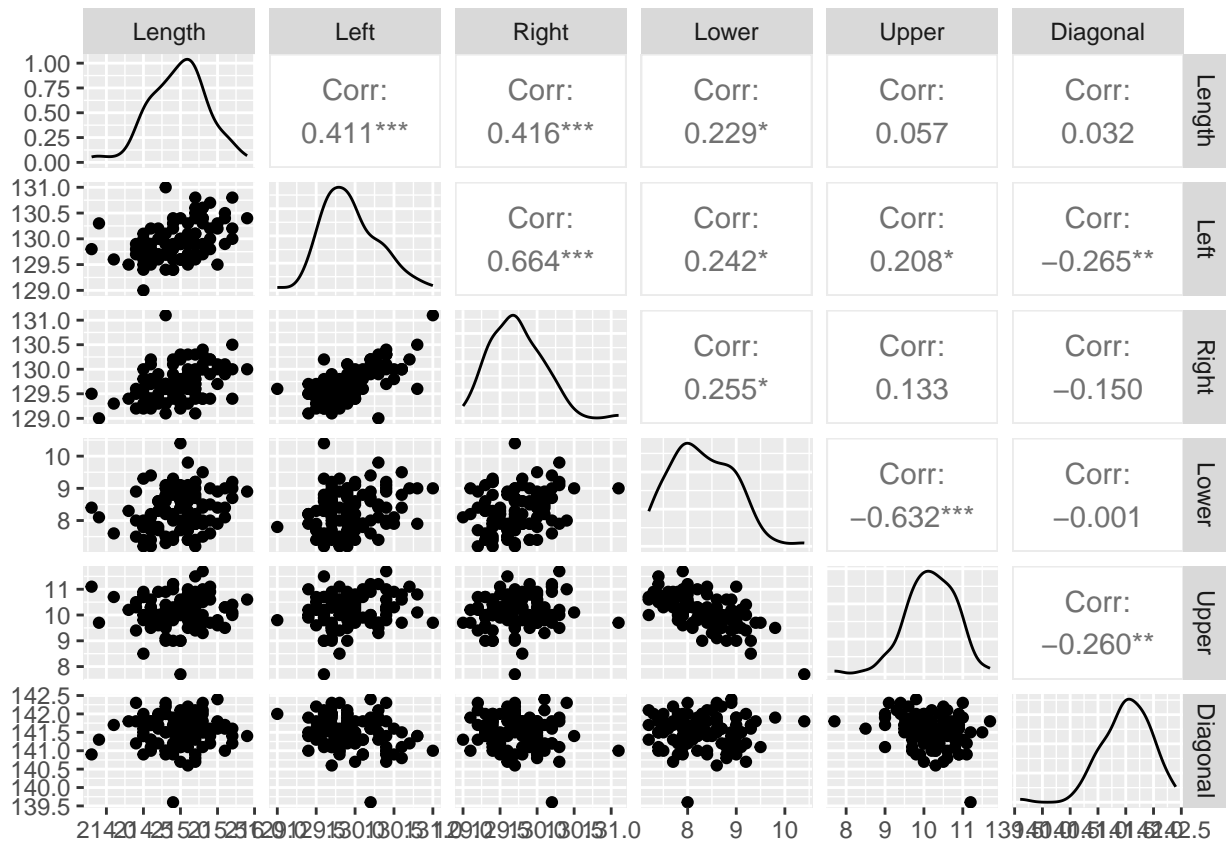 Length Left Right Lower Upper Diagonal
1.00
0.75
0.50
0.25
0.00
Corr:
0.411***
Corr:
0.416***
Corr:
0.229*
Corr:
0.057
Corr:
0.032
Length
131.0
130.5
130.0
129.5
129.0
Corr:
0.664***
Corr:
0.242*
Corr:
0.208*
Corr:
−0.265**
Left
131.0
130.5
130.0
129.5
129.0
Corr:
0.255*
Corr:
0.133
Corr:
−0.150
Right
10
9
8
Corr:
−0.632***
Corr:
−0.001
Lower
11
10
9
8
Corr:
−0.260**
Upper
142.5
142.0
141.5
141.0
140.5
140.0
139.5
Diagonal
8 9 10 8 9 10 11